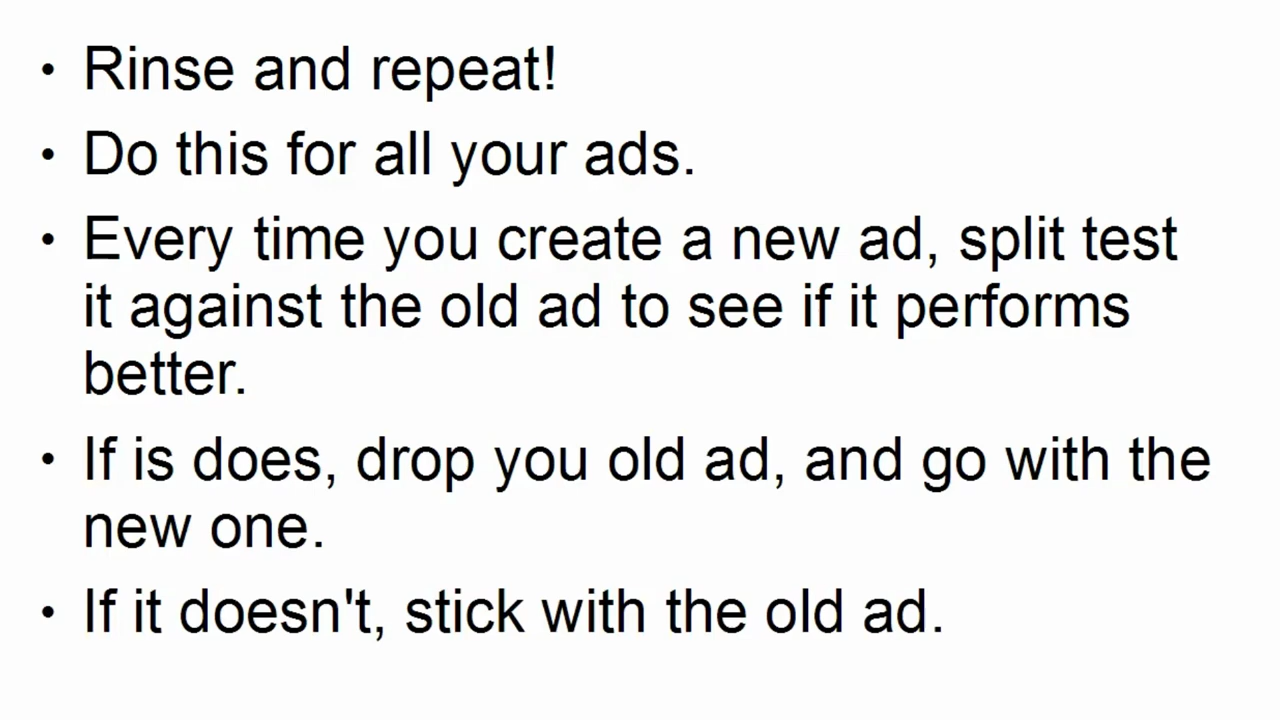 • Rinse and repeat!
• Do this for all your ads.
• Every time you create a new ad, split test
it against the old ad to see if it performs
better.
• If is does, drop you old ad, and go with the
new one.
• If it doesn't, stick with the old ad.